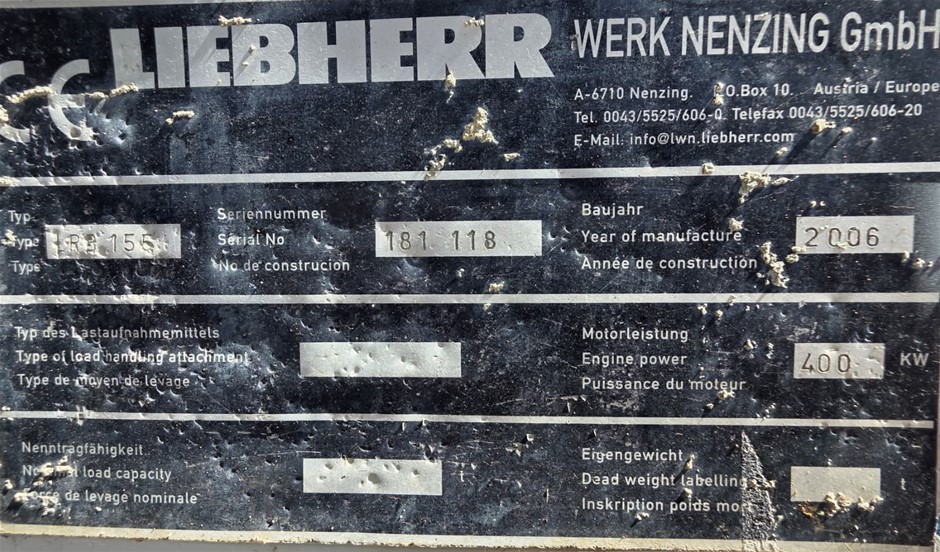 CE LIEBHERR WERK NENZING GmbH
A-6710 Nenzing. P.O.Box 10. Austria / Europe
Tel. 0043/5525/606-0 Telefax 0043/5525/606-20
E-Mail: info@lwn.liebherr.com
Typ Seriennummer Baujahr
Type 155 Serial No 181 118 Year of manufacture 2006
Type No de construcion Année de construction
Typ des Lastaufnahmemittels Motorleistung
Type of load handling attachment Engine power 400 KW
Type de moyen de levage Puissance du moteur
Nenntragfähigkeit Eigengewicht
Nominal load capacity Dead weight labelling t
Force de levage nominale Inskription poids mort